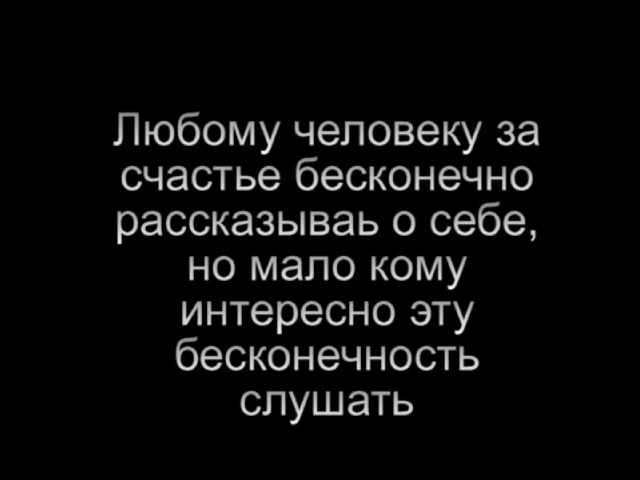 Любому человеку за
счастье бесконечно
рассказываь о себе,
но мало кому
интересно эту
бесконечность
слушать